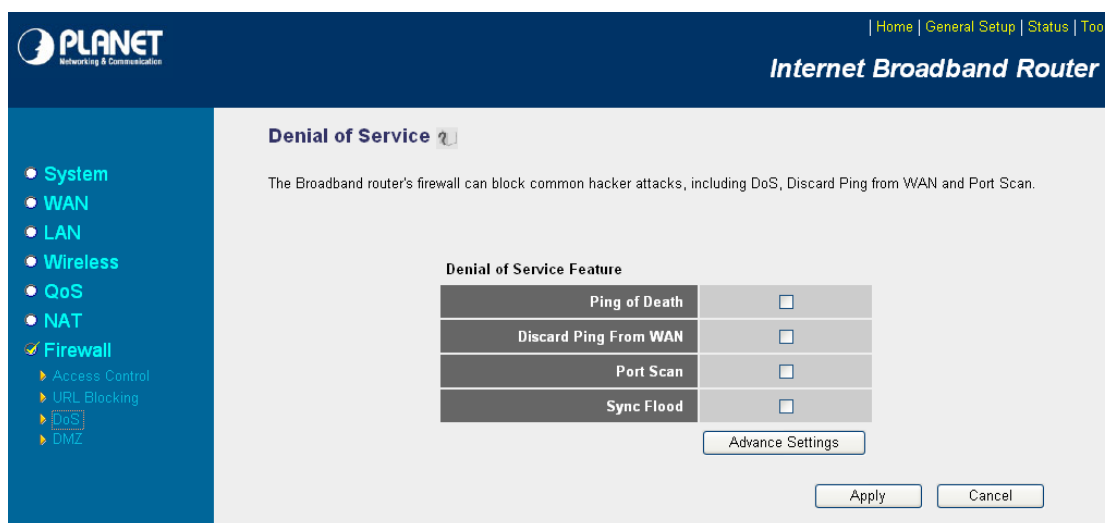 PLANET
Networking & Communication
| Home | General Setup | Status | Too
Internet Broadband Router
System
WAN
LAN
Wireless
QoS
NAT
Firewall
Access Control
URL Blocking
DoS
DMZ
Denial of Service
The Broadband router's firewall can block common hacker attacks, including DoS, Discard Ping from WAN and Port Scan.
Denial of Service Feature
Ping of Death
Discard Ping From WAN
Port Scan
Sync Flood
Advance Settings
Apply Cancel